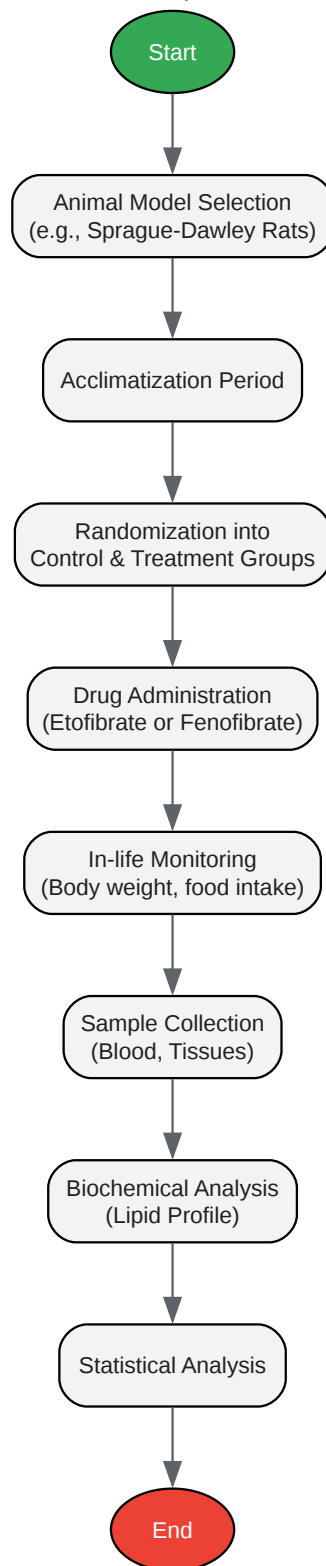 Start
Animal Model Selection
(e.g., Sprague-Dawley Rats)
Acclimatization Period
Randomization into
Control & Treatment Groups
Drug Administration
(Etofibrate or Fenofibrate)
In-life Monitoring
(Body weight, food intake)
Sample Collection
(Blood, Tissues)
Biochemical Analysis
(Lipid Profile)
Statistical Analysis
End